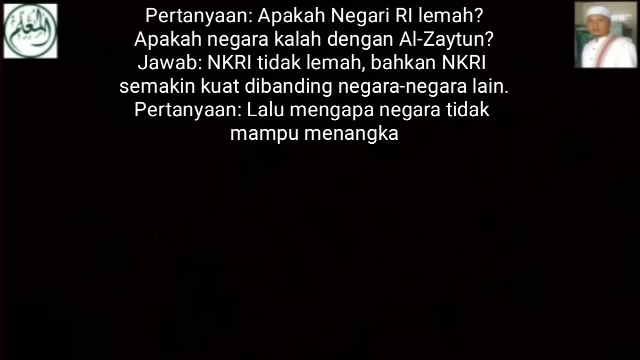 Pertanyaan: Apakah Negari RI lemah?
Apakah negara kalah dengan Al-Zaytun?
Jawab: NKRI tidak lemah, bahkan NKRI
semakin kuat dibanding negara-negara lain.
Pertanyaan: Lalu mengapa negara tidak
mampu menangka